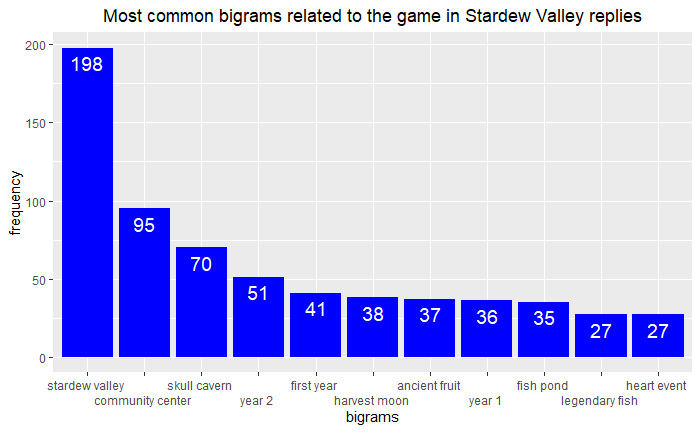 Most common bigrams related to the game in Stardew Valley replies
200
150
100
50
0
frequency
198
95
70
51
41
38
37
36
35
27
27
stardew valley
community center
skull cavern
year 2
first year
harvest moon
ancient fruit
year 1
fish pond
legendary fish
heart event
bigrams